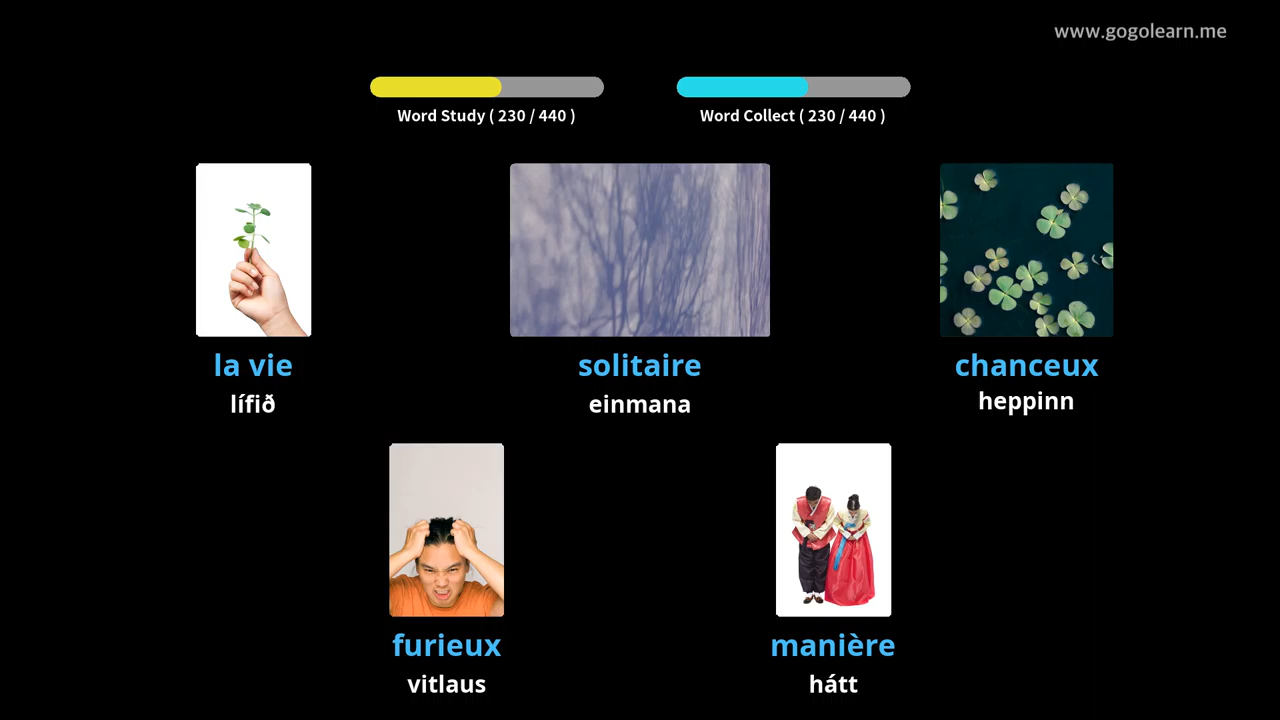 www.gogolearn.me
Word Study ( 230 / 440 )
Word Collect ( 230 / 440 )
la vie
lífið
solitaire
einmana
chanceux
heppinn
furieux
vitlaus
manière
hátt